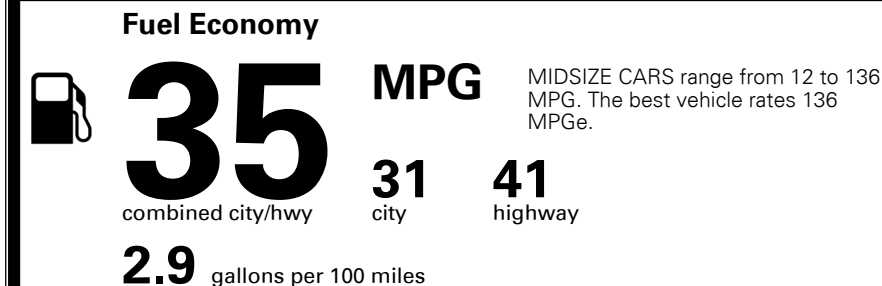 Fuel Economy
35
MPG
MIDSIZE CARS range from 12 to 136
MPG. The best vehicle rates 136
MPGe.
combined city/hwy
31
city
41
highway
2.9 gallons per 100 miles